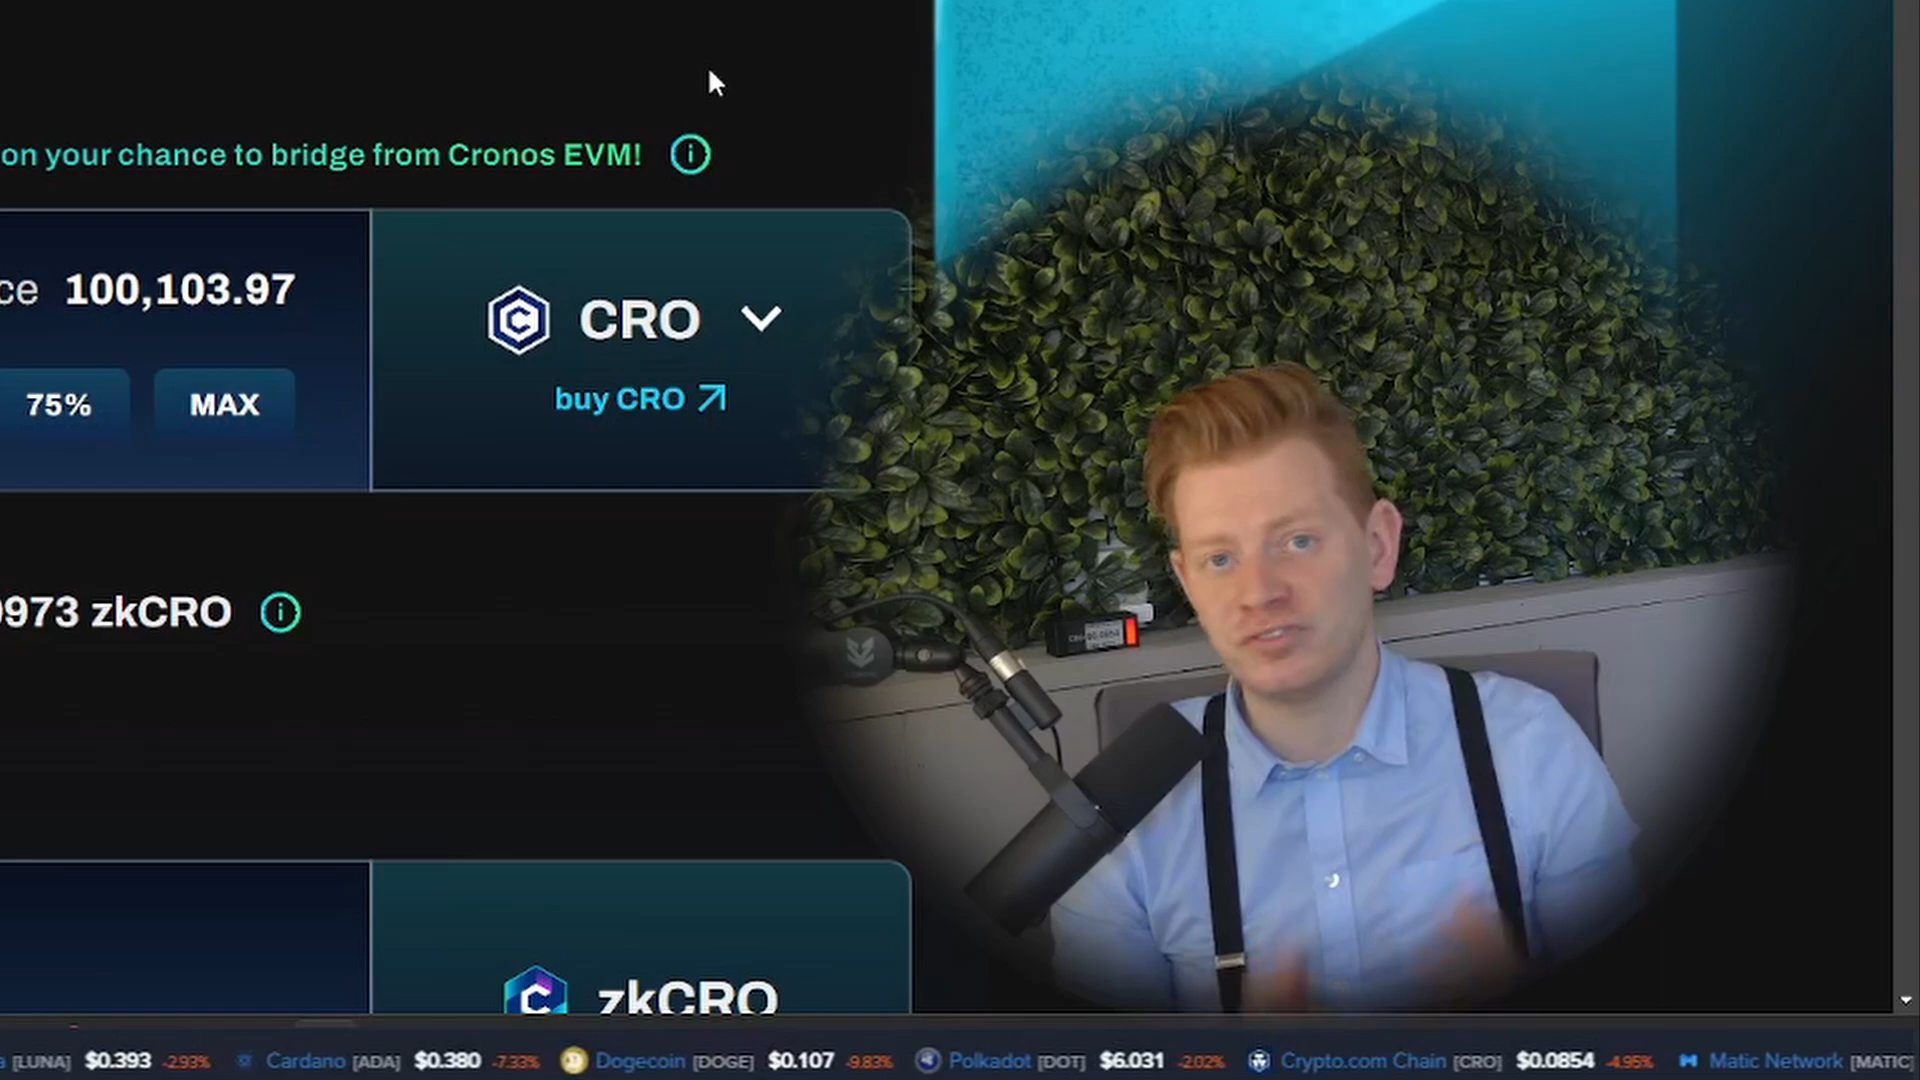 on your chance to bridge from Cronos EVM!
ce 100,103.97
CRO
75% MAX
buy CRO
0973 zkCRO
zkCRO
a [LUNA] $0.393 -2.93% Cardano [ADA] $0.380 -7.33% Dogecoin [DOGE] $0.107 -9.83% Polkadot [DOT] $6.031 -2.02% Crypto.com Chain [CRO] $0.0854 -4.95% Matic Network [MATIC]